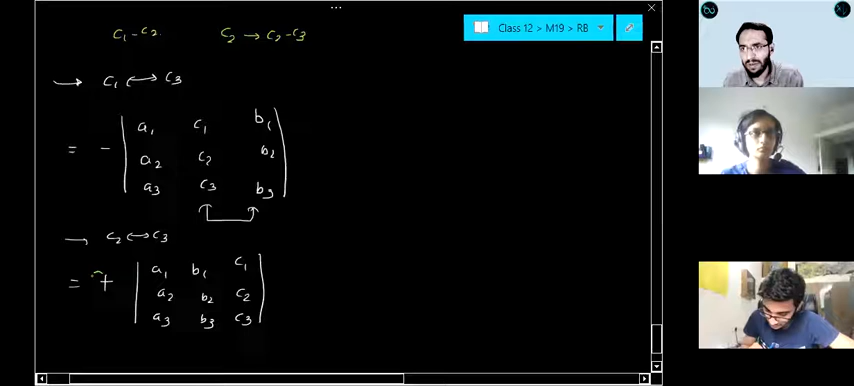 C₁ - C₂   C₂ → C₂ - C₃
Class 12 > M19 > RB
→ C₁ ↔ C₃
= - | a₁ c₁ b₁ |
| a₂ c₂ b₂ |
| a₃ c₃ b₃ |
→ C₂ ↔ C₃
= + | a₁ b₁ c₁ |
| a₂ b₂ c₂ |
| a₃ b₃ c₃ |